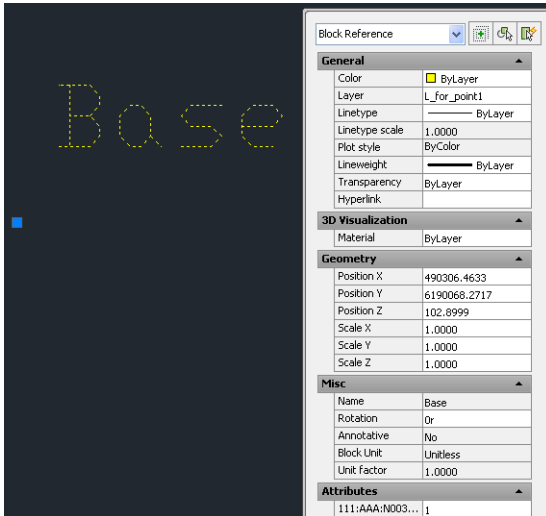 Base
Block Reference
General
Color ByLayer
Layer L_for_point1
Linetype ByLayer
Linetype scale 1.0000
Plot style ByColor
Lineweight ByLayer
Transparency ByLayer
Hyperlink
3D Visualization
Material ByLayer
Geometry
Position X 490306.4633
Position Y 6190068.2717
Position Z 102.8999
Scale X 1.0000
Scale Y 1.0000
Scale Z 1.0000
Misc
Name Base
Rotation 0r
Annotative No
Block Unit Unitless
Unit factor 1.0000
Attributes
111:AAA:N003... 1